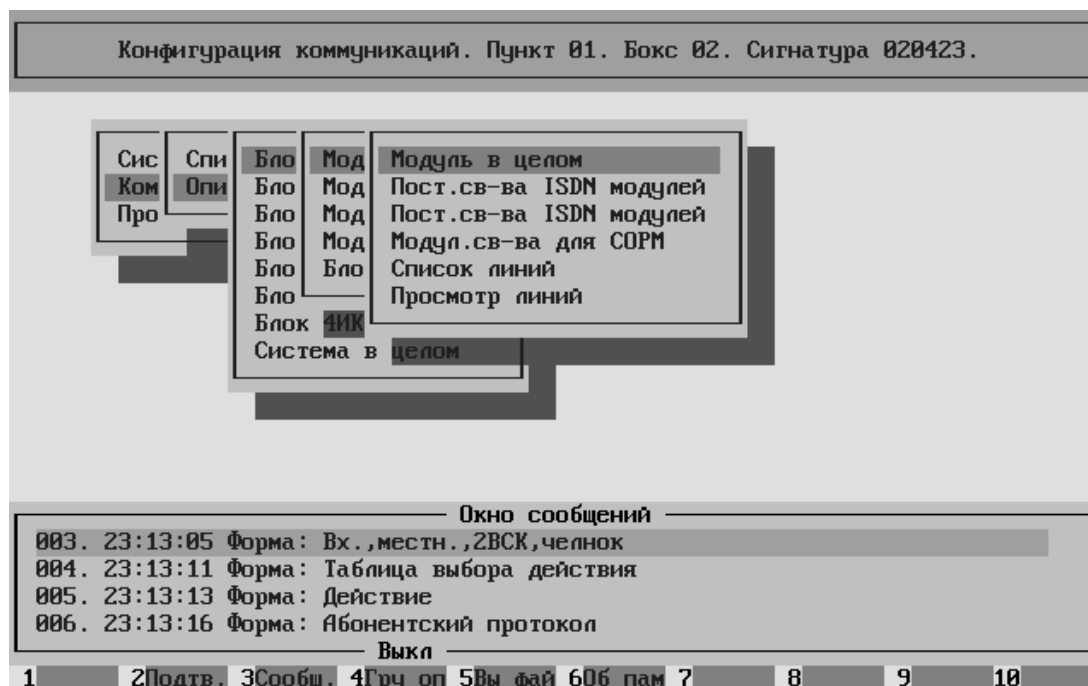 Конфигурация коммуникаций. Пункт 01. Бокс 02. Сигнатура 020423.
Сис
Ком
Про
Спи
Опи
Бло
Бло
Бло
Бло
Бло
Бло
Блок 4ИК
Система в целом
Мод
Мод
Мод
Мод
Бло
Модуль в целом
Пост.св-ва ISDN модулей
Пост.св-ва ISDN модулей
Модул.св-ва для СОРМ
Список линий
Просмотр линий
Окно сообщений
003. 23:13:05 Форма: Вх.,местн.,2ВСК,челнок
004. 23:13:11 Форма: Таблица выбора действия
005. 23:13:13 Форма: Действие
006. 23:13:16 Форма: Абонентский протокол
Выкл
1 2Подтв. 3Сообщ. 4Гру оп 5Вы фай 6Об пам 7 8 9 10